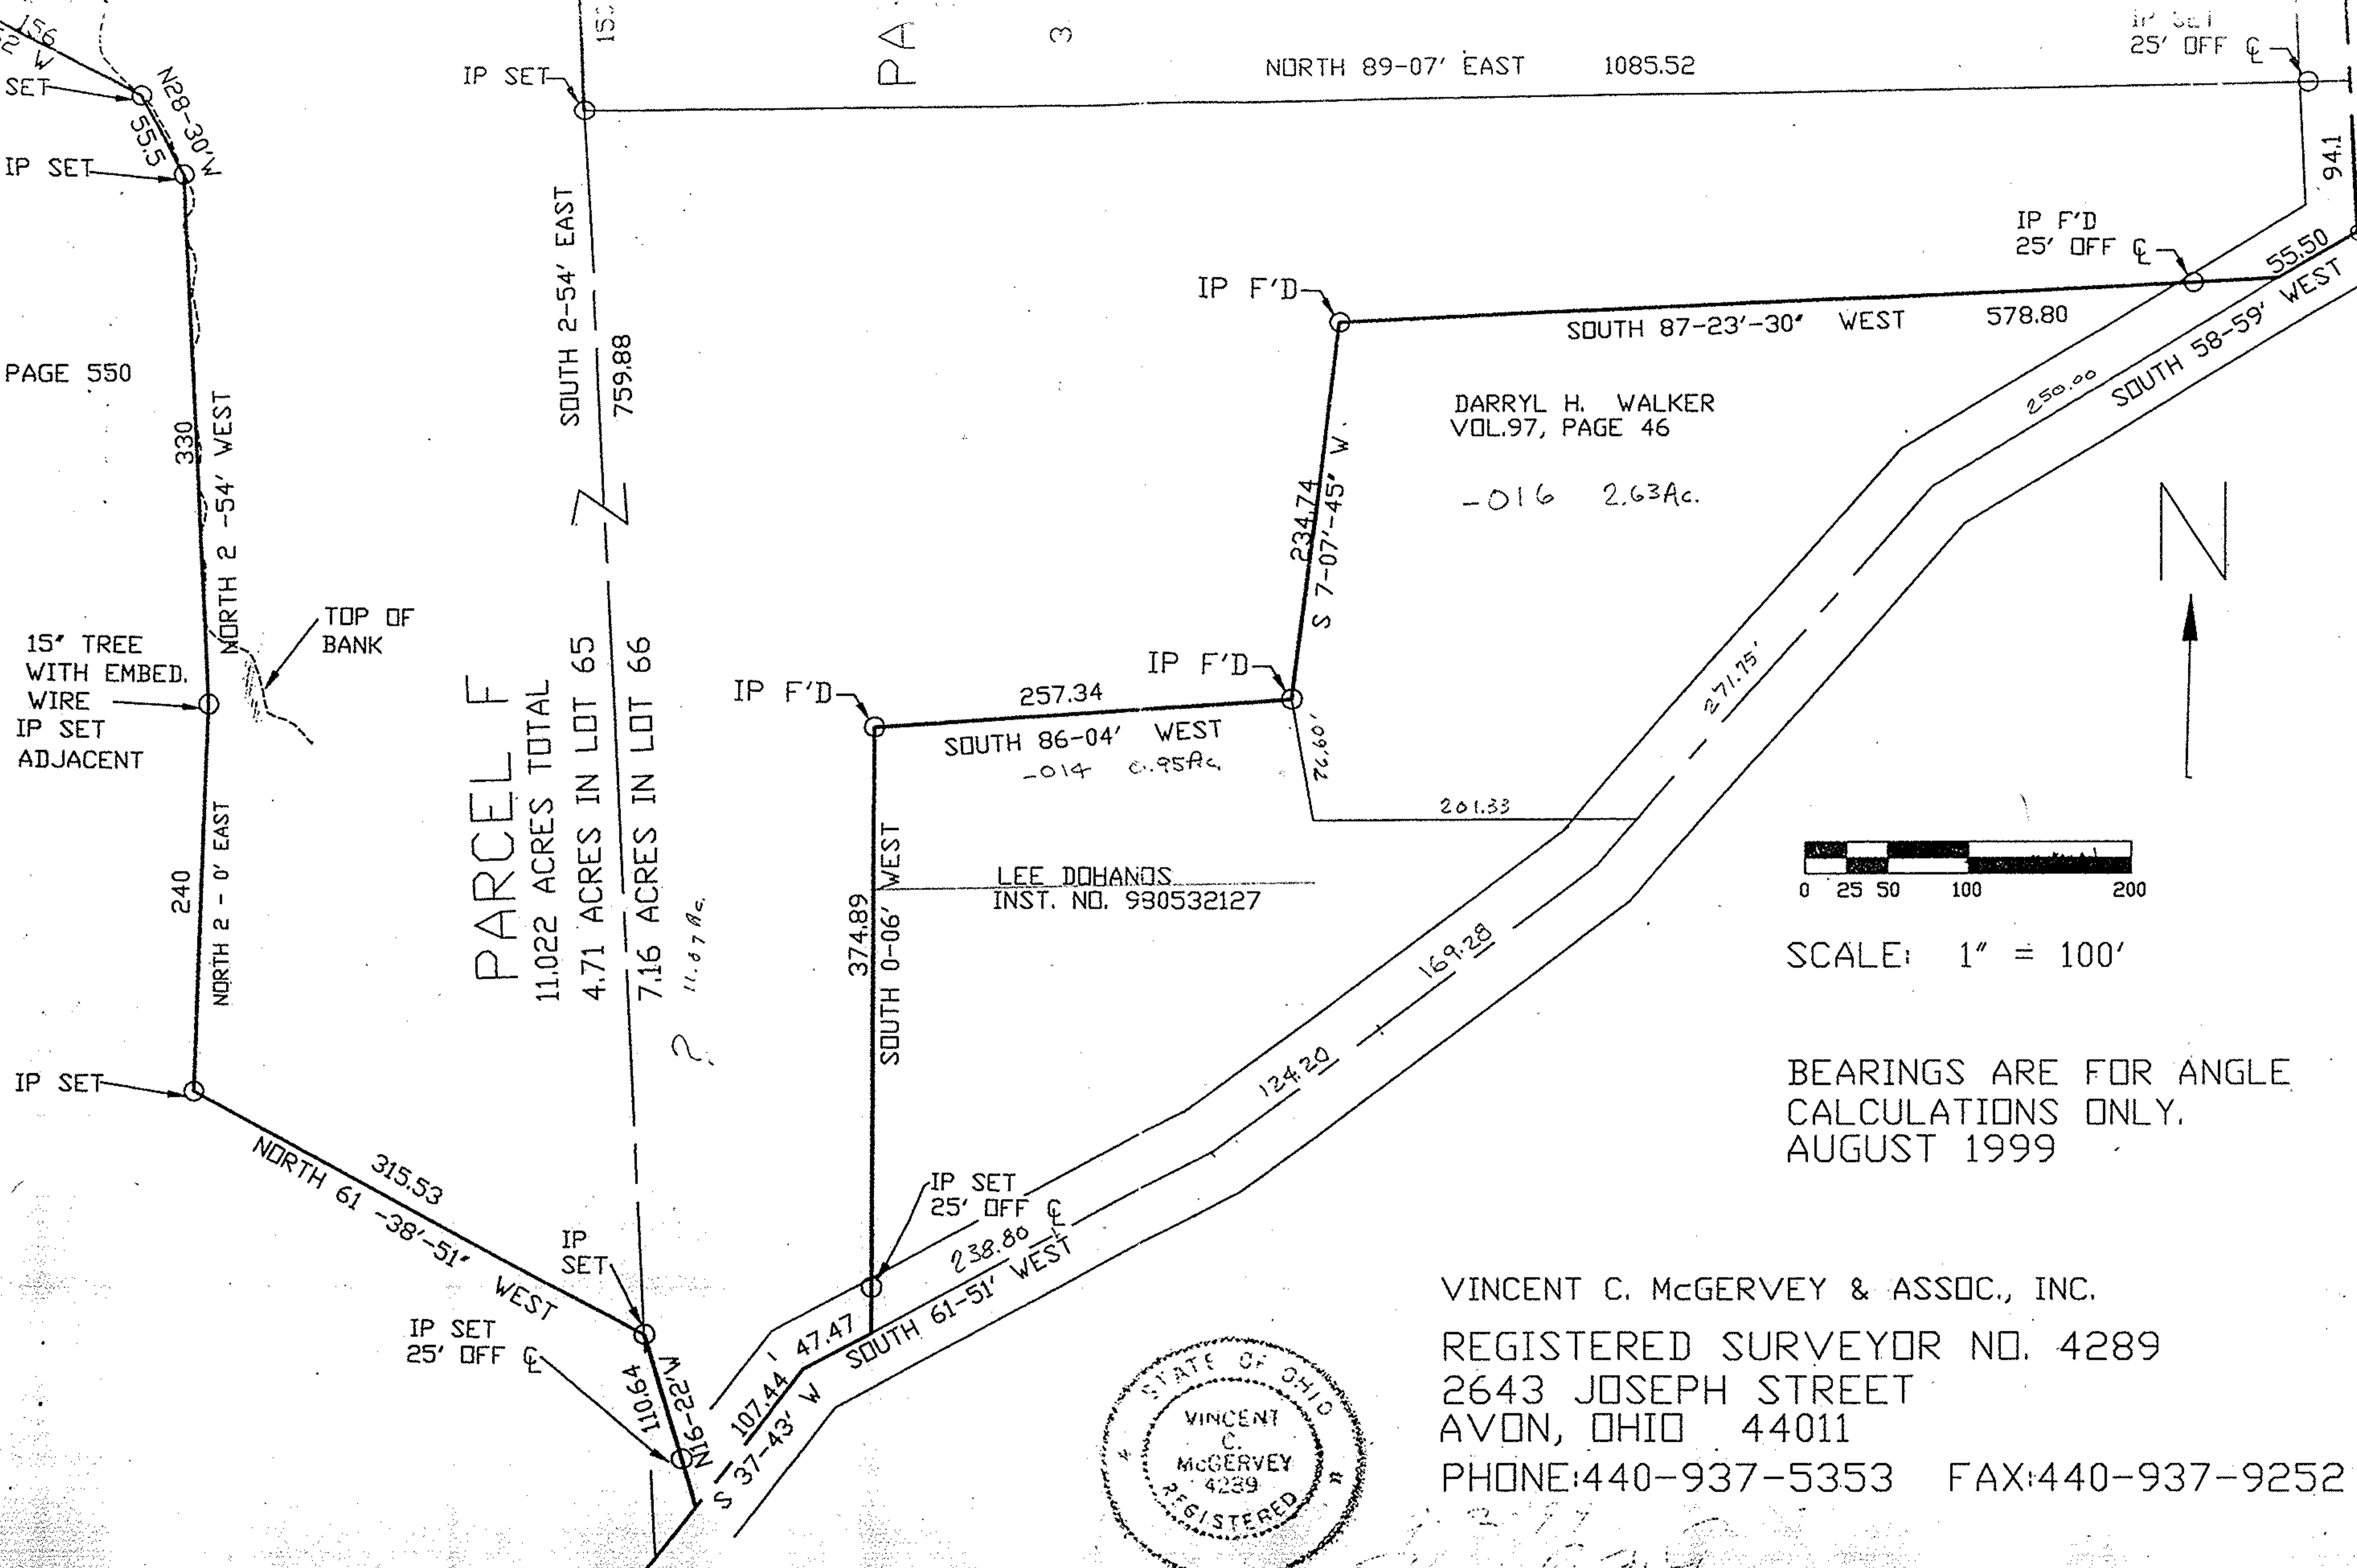 156
W
SET
N28-30'W
55.5
IP SET
PAGE 550
330
NORTH 2 -54' WEST
15" TREE
WITH EMBED.
WIRE
IP SET
ADJACENT
TOP OF
BANK
240
NORTH 2 - 0' EAST
IP SET
315.53
NORTH 61 -38'-51" WEST
IP SET
PA
3
NORTH 89-07' EAST 1085.52
IP SET
25' OFF ℄
94.1
SOUTH 2-54' EAST
759.88
IP F'D
25' OFF ℄
55.50
IP F'D
SOUTH 87-23'-30" WEST 578.80
SOUTH 58-59' WEST
250.00
DARRYL H. WALKER
VOL.97, PAGE 46
-016 2.63Ac.
234.74
S 7-07'-45" W.
N
IP F'D
IP F'D
257.34
SOUTH 86-04' WEST
-014 0.95Ac.
76.60'
201.33
271.75'
PARCEL F
11.022 ACRES TOTAL
4.71 ACRES IN LOT 65
7.16 ACRES IN LOT 66
11.87 Ac.
?
374.89
SOUTH 0-06' WEST
LEE DOHANOS
INST. NO. 980532127
0 25 50 100 200
SCALE: 1" = 100'
169.28
124.20
BEARINGS ARE FOR ANGLE
CALCULATIONS ONLY.
AUGUST 1999
IP SET
25' OFF ℄
238.80
IP
SET
IP SET
25' OFF ℄
110.64
N16-22'W
47.47
SOUTH 61-51' WEST
107.44
S 37-43' W
STATE OF OHIO
VINCENT
C.
McGERVEY
4289
REGISTERED
VINCENT C. McGERVEY & ASSOC., INC.
REGISTERED SURVEYOR NO. 4289
2643 JOSEPH STREET
AVON, OHIO 44011
PHONE:440-937-5353 FAX:440-937-9252